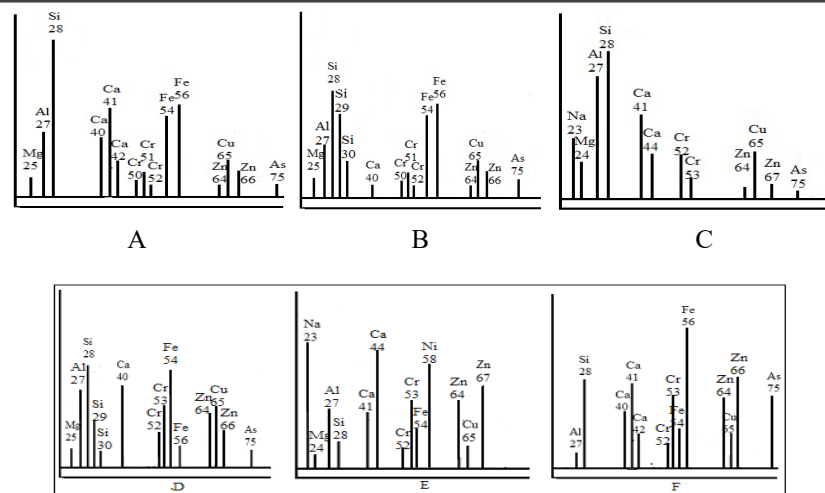 Si
28
Al
27
Mg
25
Ca
41
Ca
40
Ca
42
Cr
51
Cr
50
Cr
52
Fe
54
Fe
56
Cu
65
Zn
64
Zn
66
As
75
A
Si
28
Si
29
Al
27
Mg
25
Si
30
Ca
40
Cr
51
Cr
50
Cr
52
Fe
54
Fe
56
Cu
65
Zn
64
Zn
66
As
75
B
Si
28
Al
27
Na
23
Mg
24
Ca
41
Ca
44
Cr
52
Cr
53
Cu
65
Zn
64
Zn
67
As
75
C
Si
28
Al
27
Mg
25
Si
29
Si
30
Ca
40
Fe
54
Cr
53
Cr
52
Fe
56
Zn
64
Cu
65
Zn
66
As
75
D
Na
23
Al
27
Mg
24
Si
28
Ca
44
Ca
41
Ni
58
Cr
53
Fe
54
Cr
52
Zn
64
Cu
65
Zn
67
E
Si
28
Al
27
Ca
41
Ca
40
Ca
42
Fe
56
Cr
53
Fe
54
Cr
52
Zn
66
Zn
64
Cu
65
As
75
F